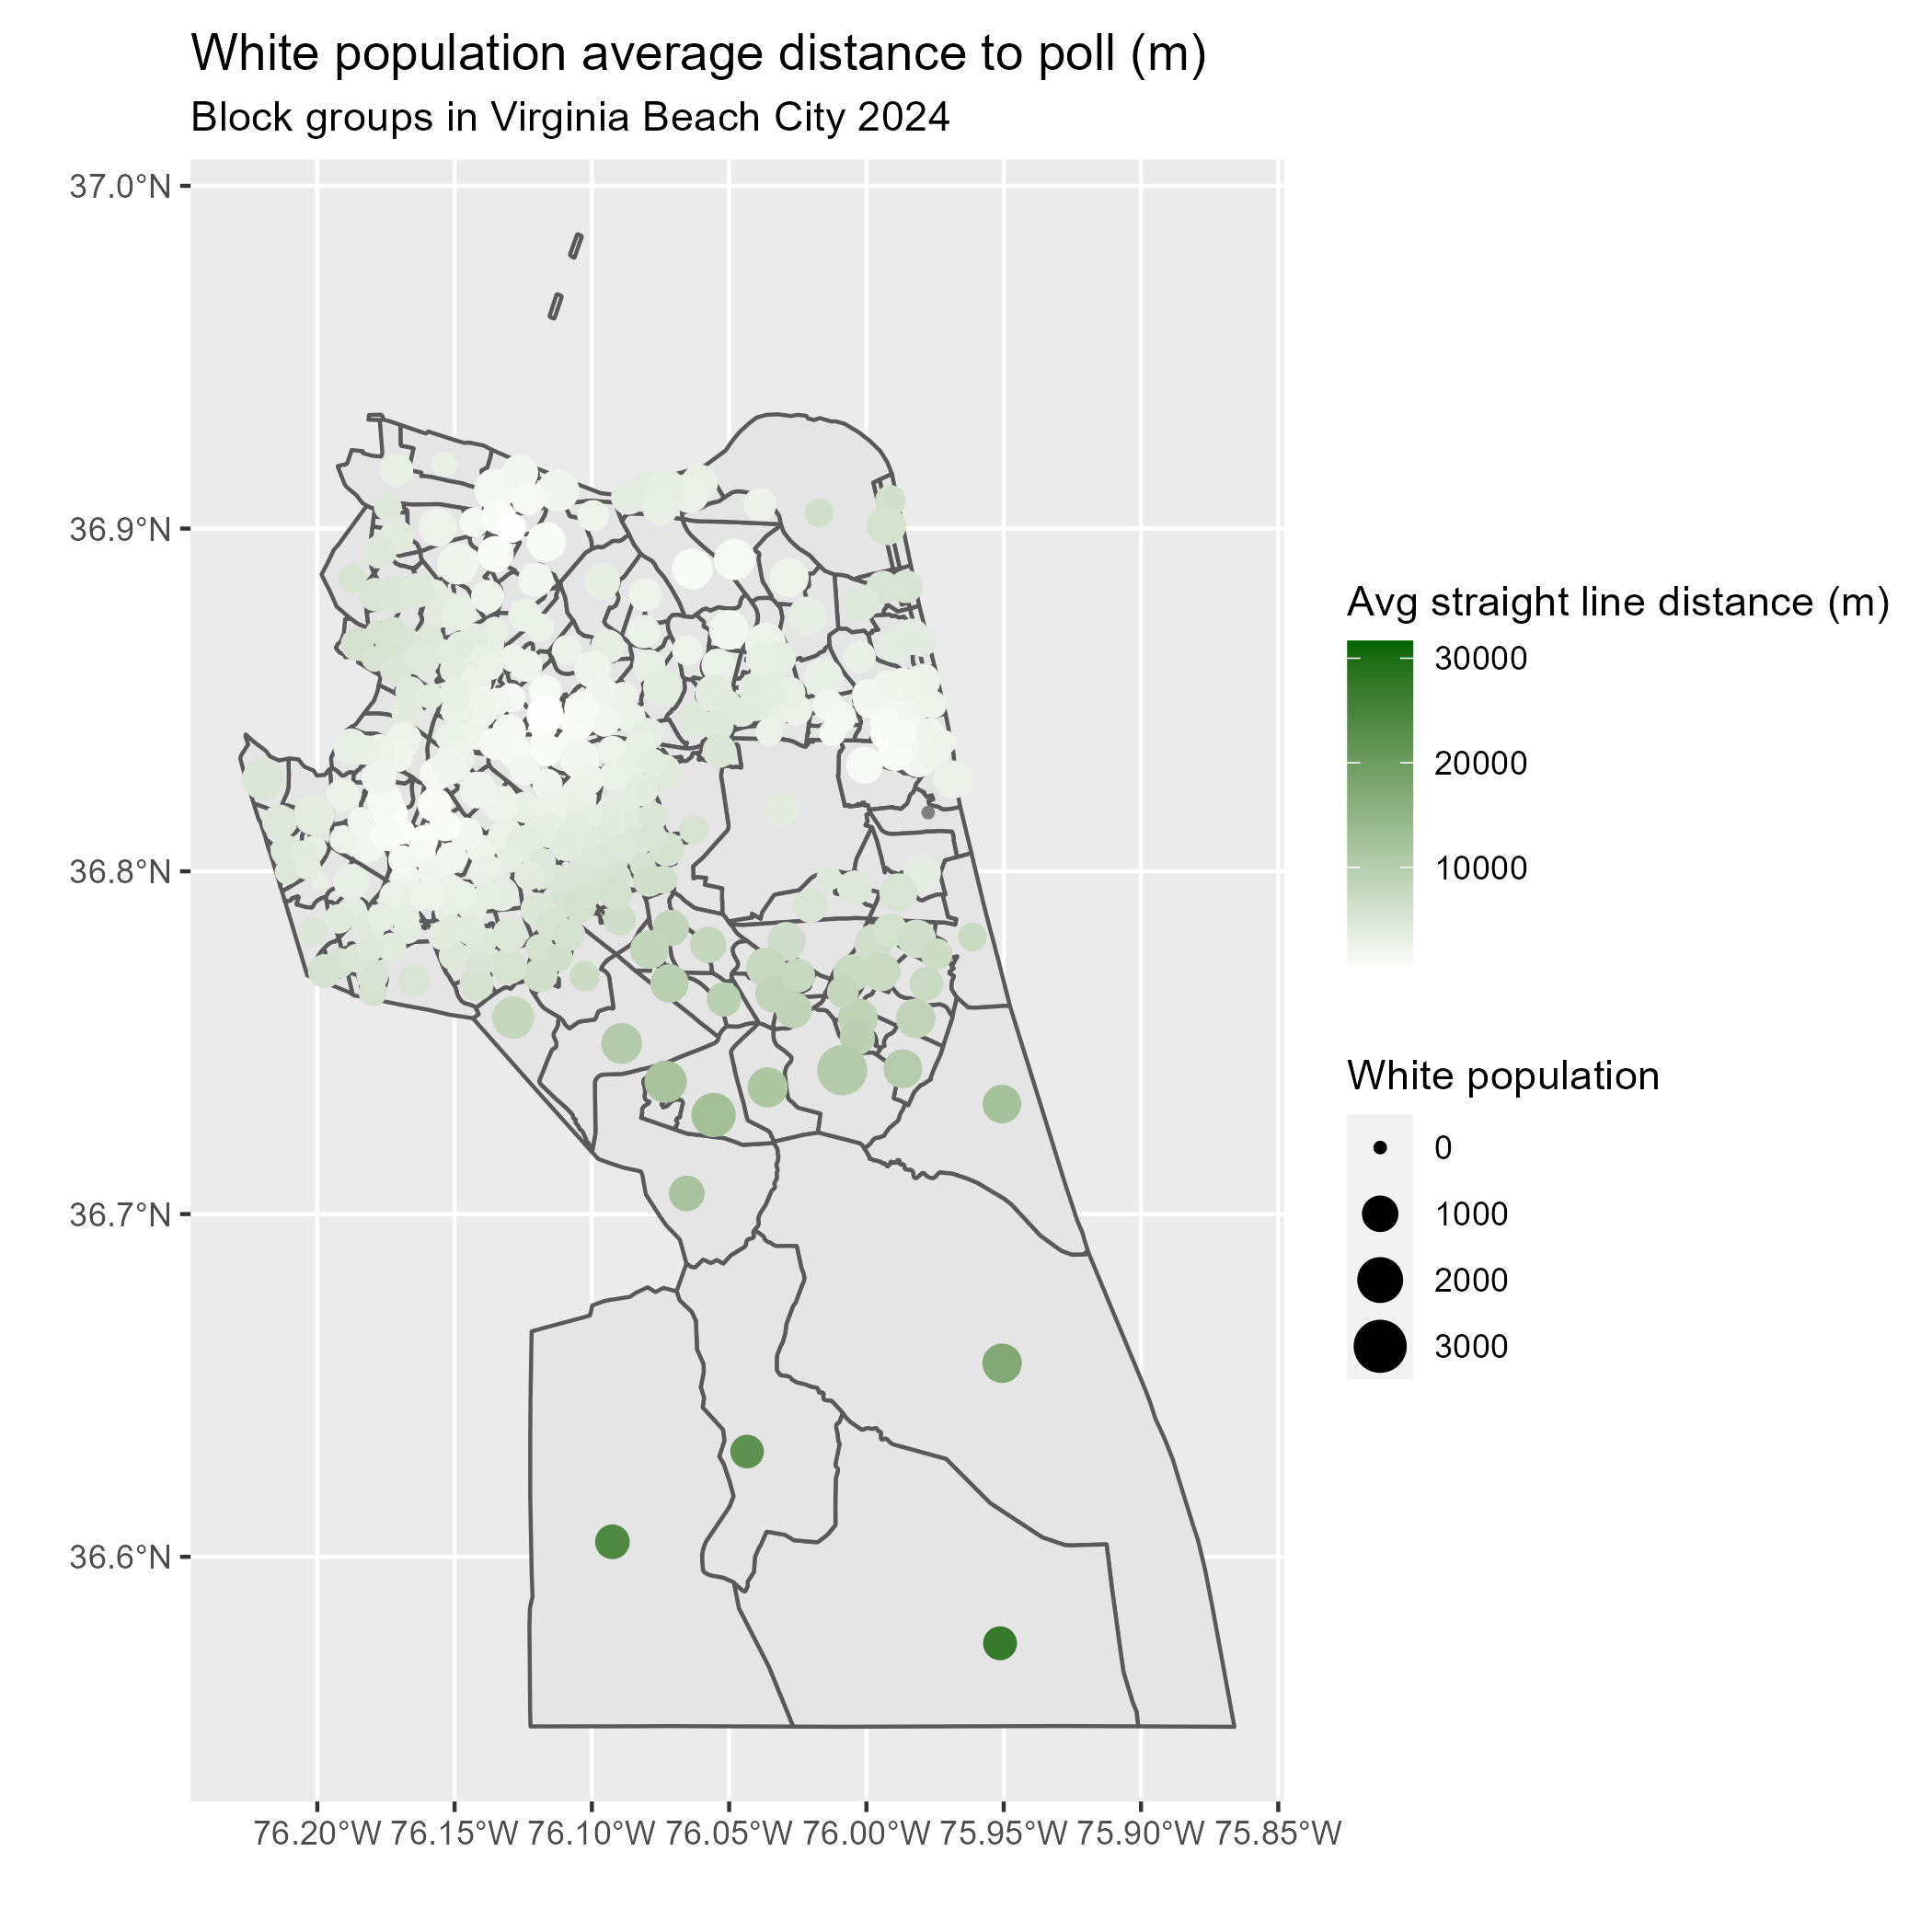 White population average distance to poll (m)
Block groups in Virginia Beach City 2024
37.0°N
36.9°N
36.8°N
36.7°N
36.6°N
76.20°W 76.15°W 76.10°W 76.05°W 76.00°W 75.95°W 75.90°W 75.85°W
Avg straight line distance (m)
30000
20000
10000
White population
0
1000
2000
3000